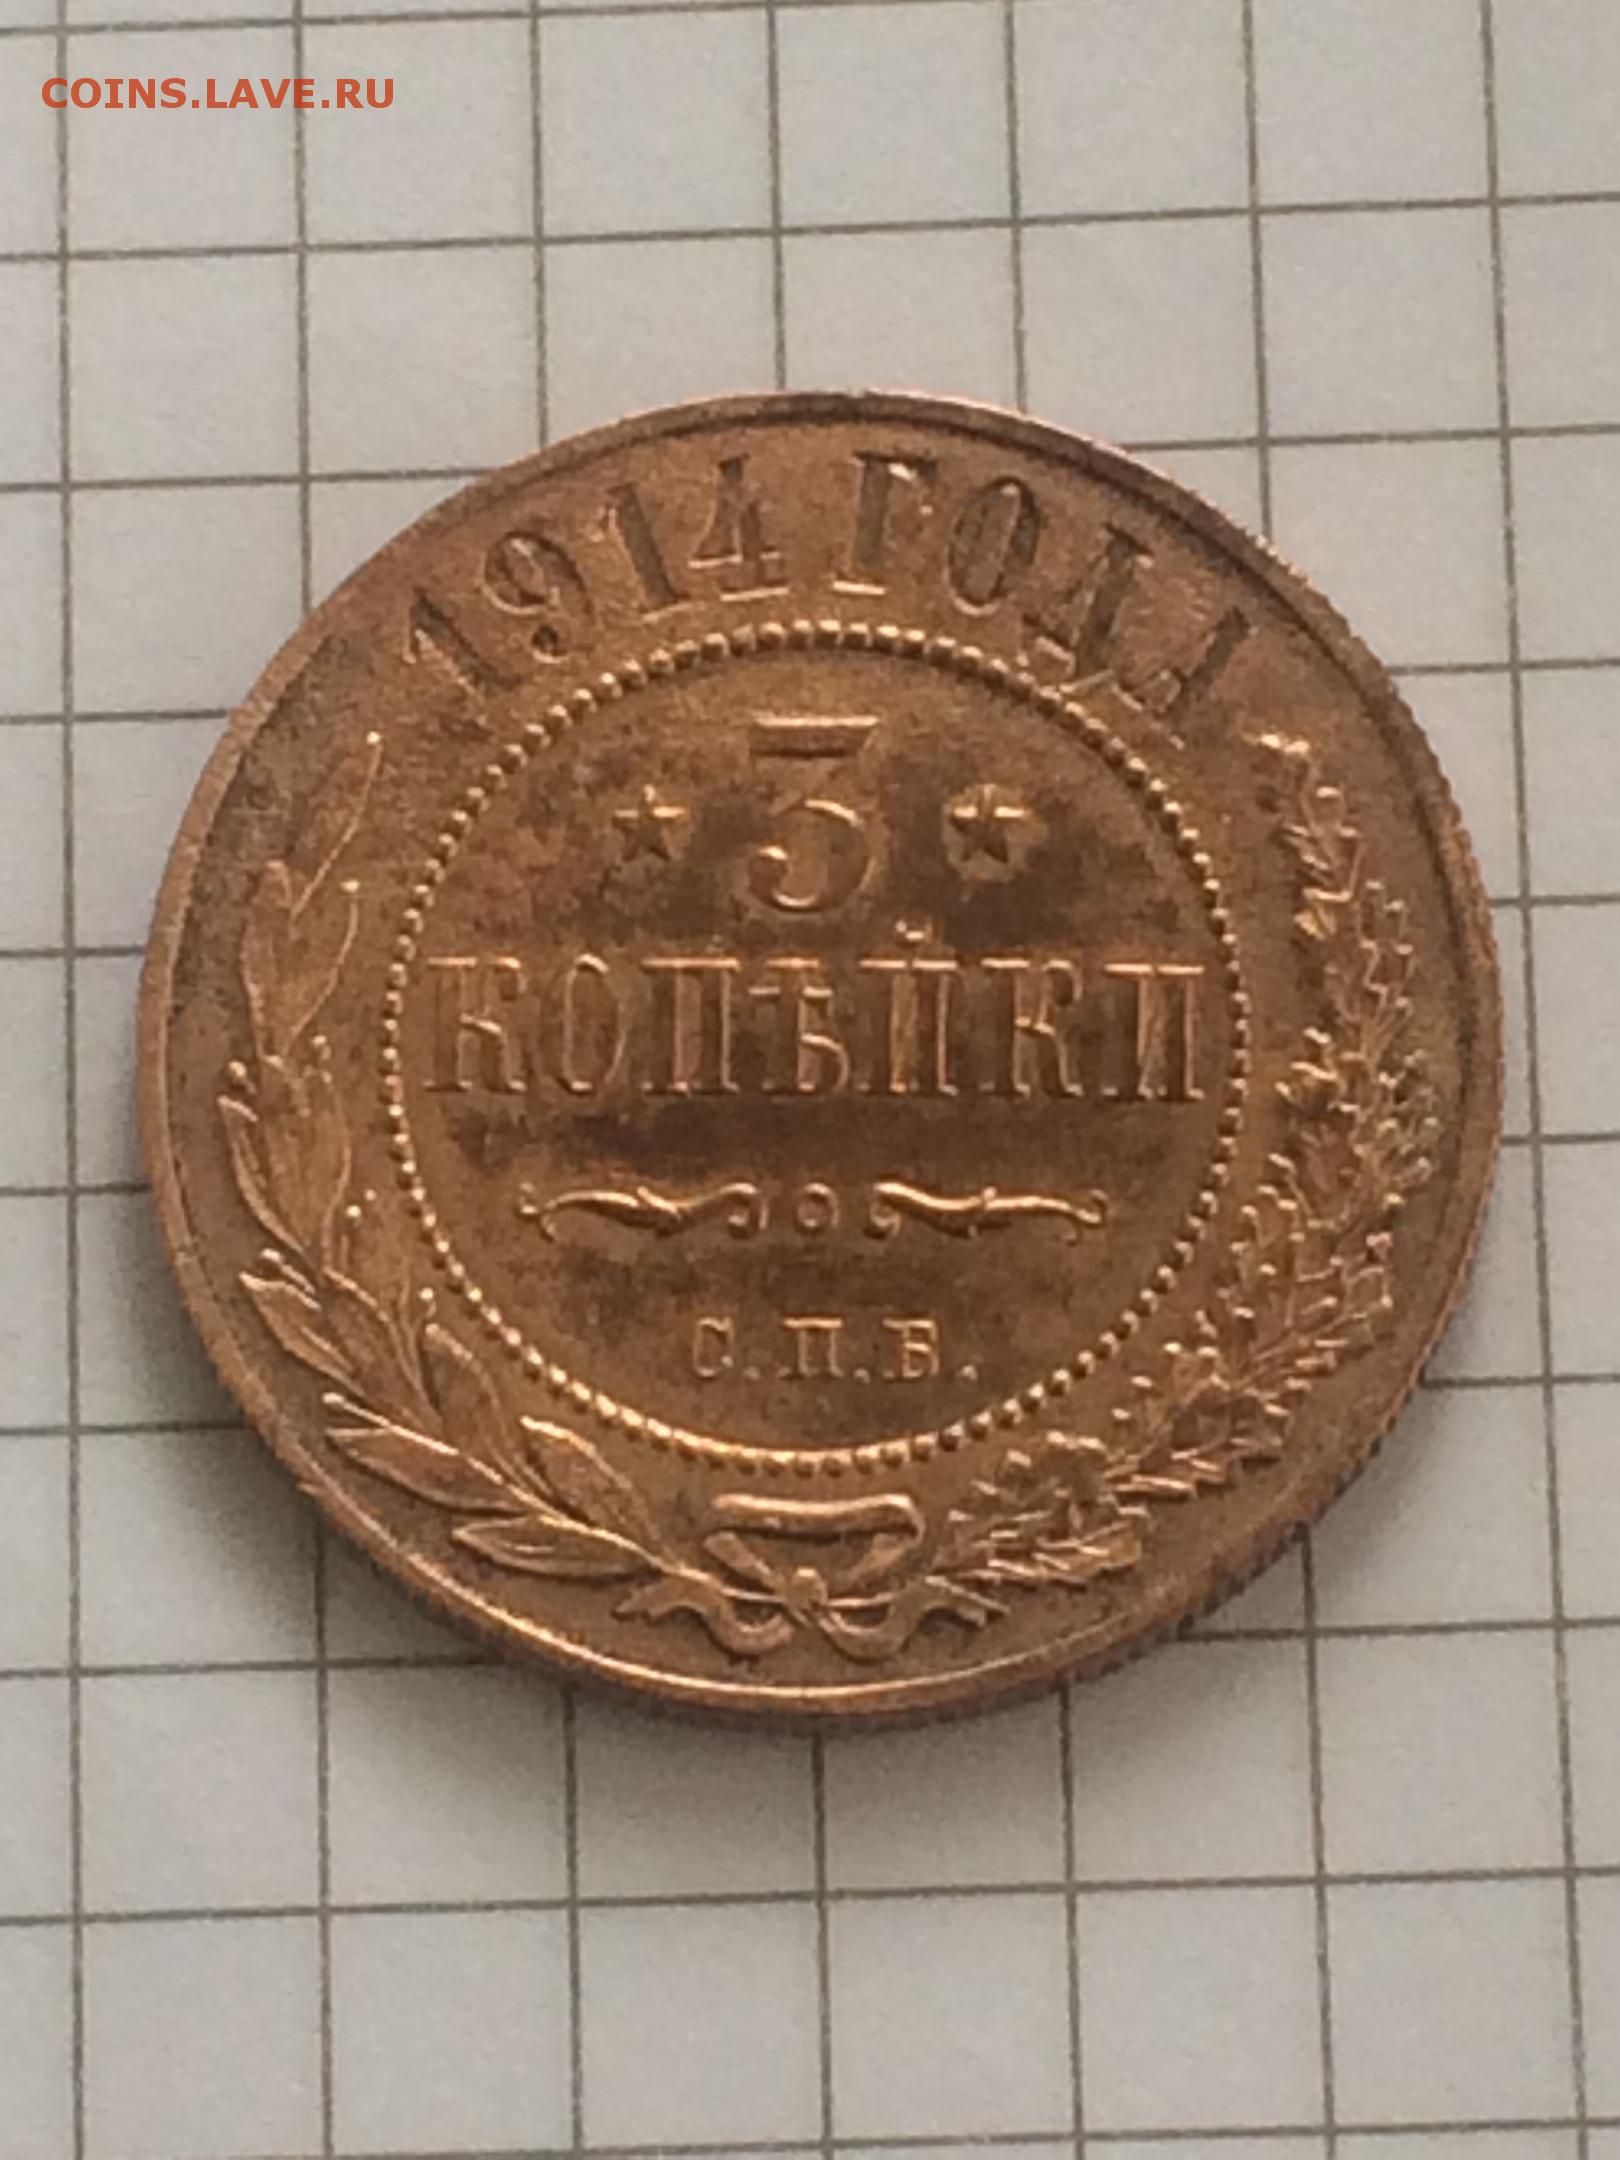 COINS.LAVE.RU
1914 ГОДА
3
КОПѢЙКИ
С.П.Б.